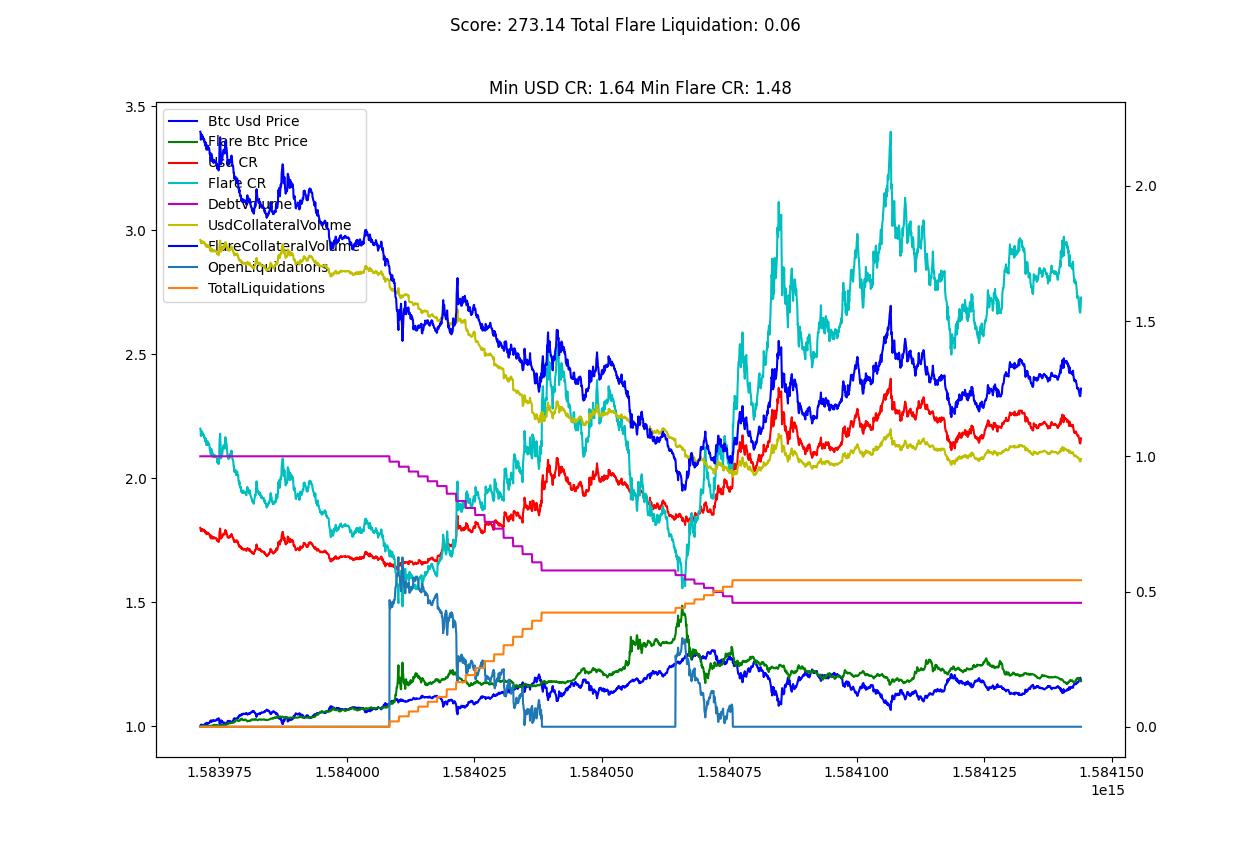 Score: 273.14 Total Flare Liquidation: 0.06
Min USD CR: 1.64 Min Flare CR: 1.48
3.5
3.0
2.5
2.0
1.5
1.0
Btc Usd Price
Flare Btc Price
Usd CR
Flare CR
DebtVolume
UsdCollateralVolume
FlareCollateralVolume
OpenLiquidations
TotalLiquidations
2.0
1.5
1.0
0.5
0.0
1.583975 1.584000 1.584025 1.584050 1.584075 1.584100 1.584125 1.584150
1e15